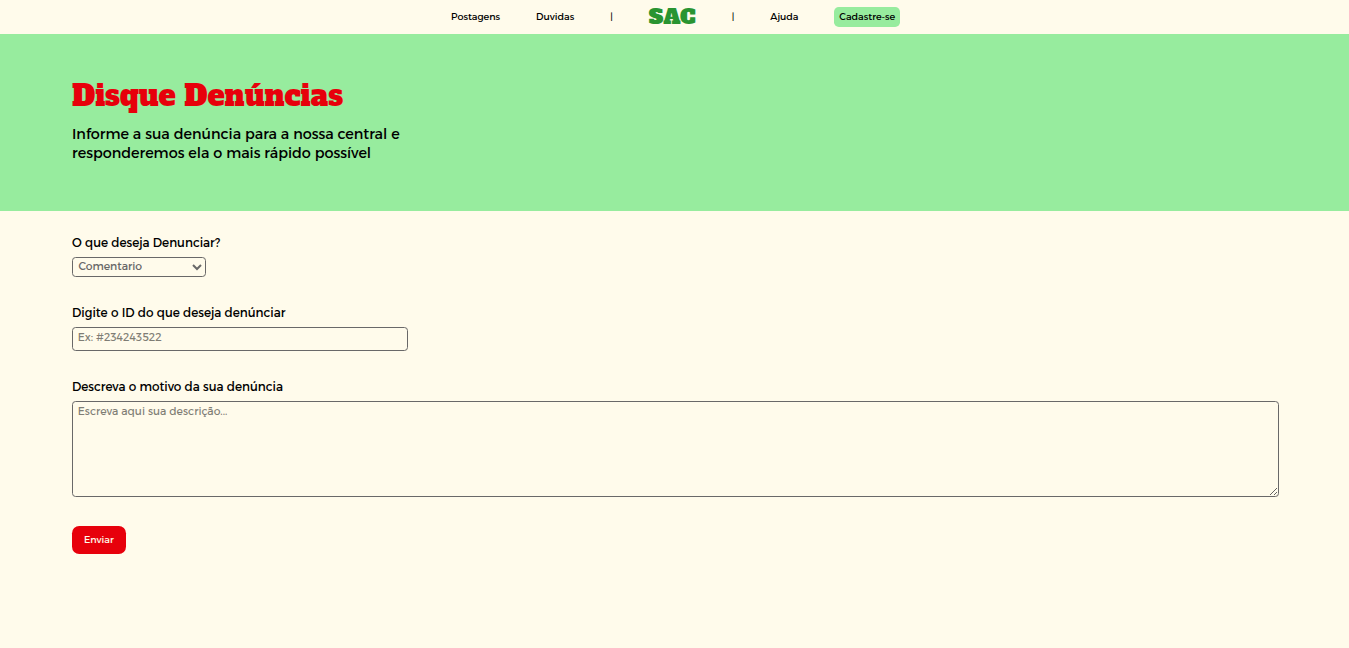 Postagens Duvidas | SAC | Ajuda Cadastre-se
Disque Denúncias
Informe a sua denúncia para a nossa central e
responderemos ela o mais rápido possível
O que deseja Denunciar?
Comentario
Digite o ID do que deseja denúnciar
Ex: #234243522
Descreva o motivo da sua denúncia
Escreva aqui sua descrição...
Enviar